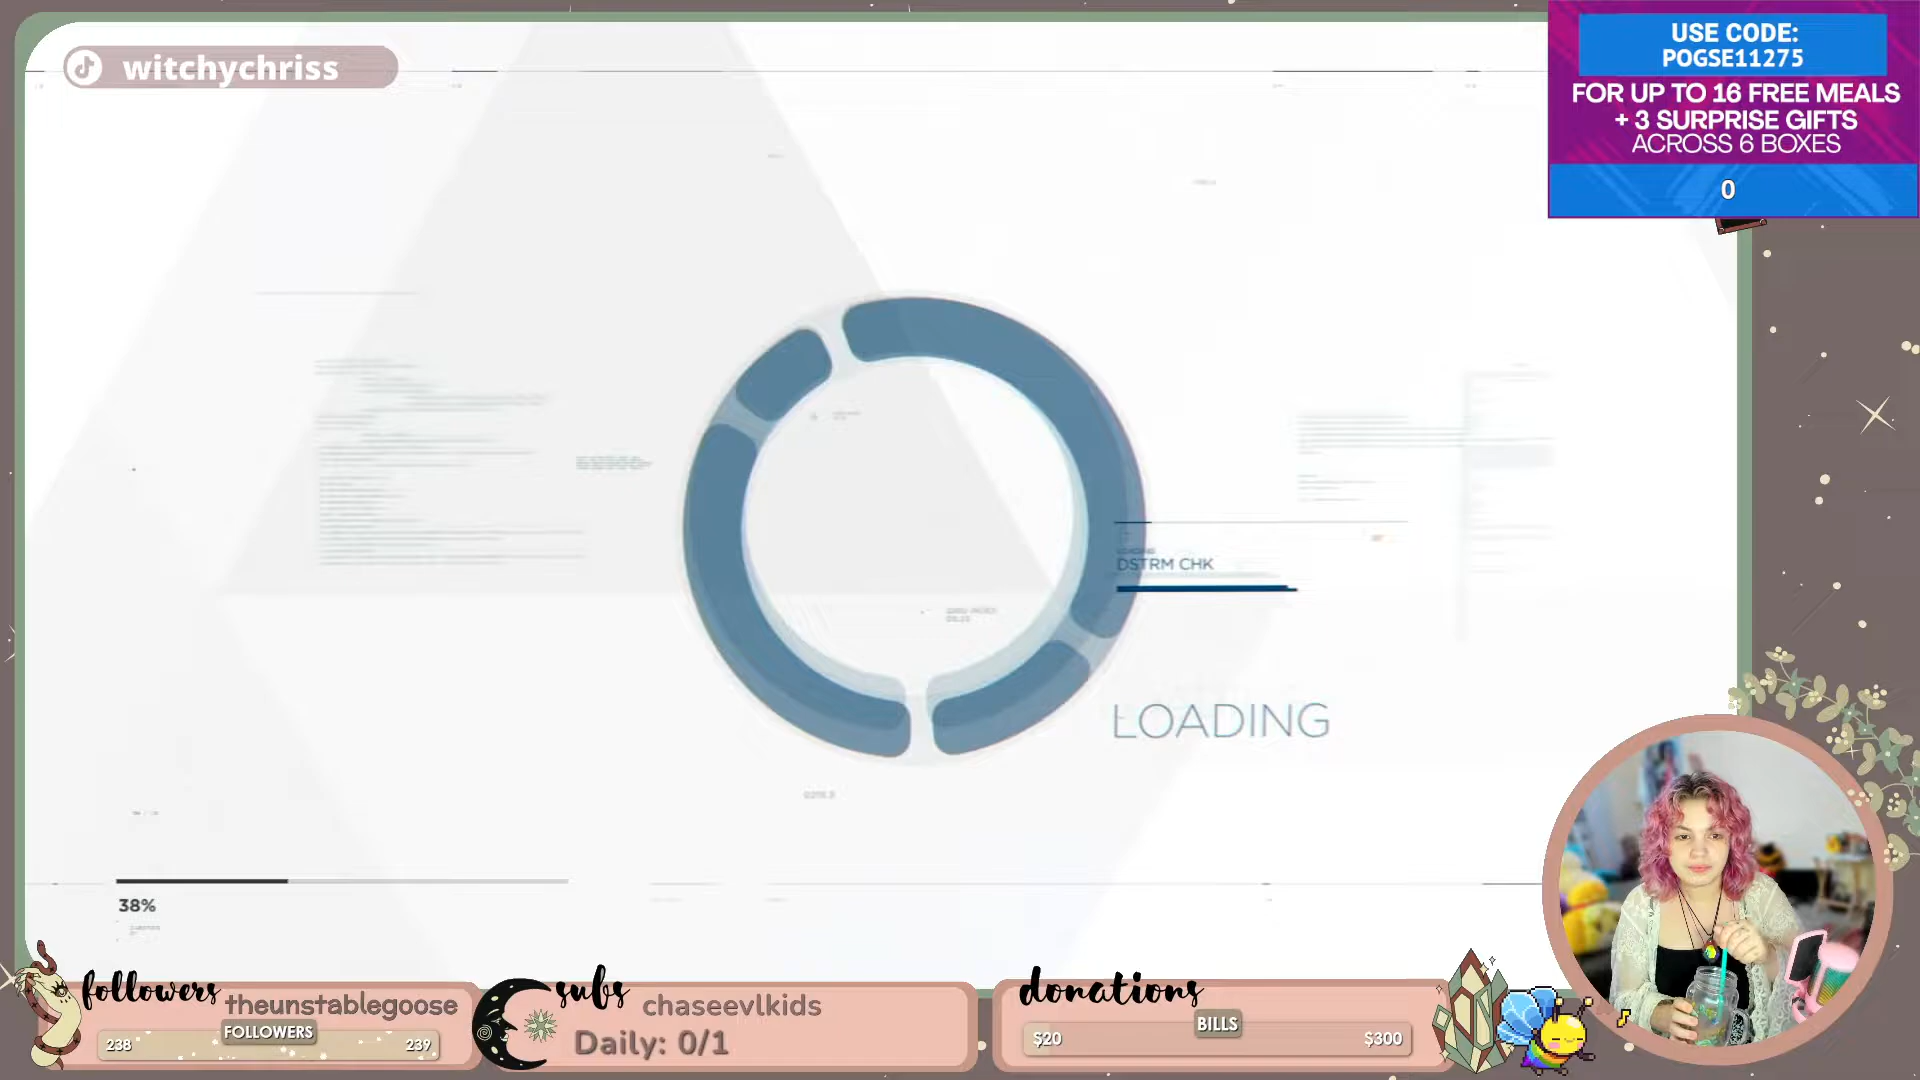 witchychriss
USE CODE:
POGSE11275
FOR UP TO 16 FREE MEALS
+ 3 SURPRISE GIFTS
ACROSS 6 BOXES
0
LOADING
DSTRM CHK
LOADING
38%
followers
theunstablegoose
FOLLOWERS
238
239
subs
chaseevlkids
Daily: 0/1
donations
BILLS
$20
$300